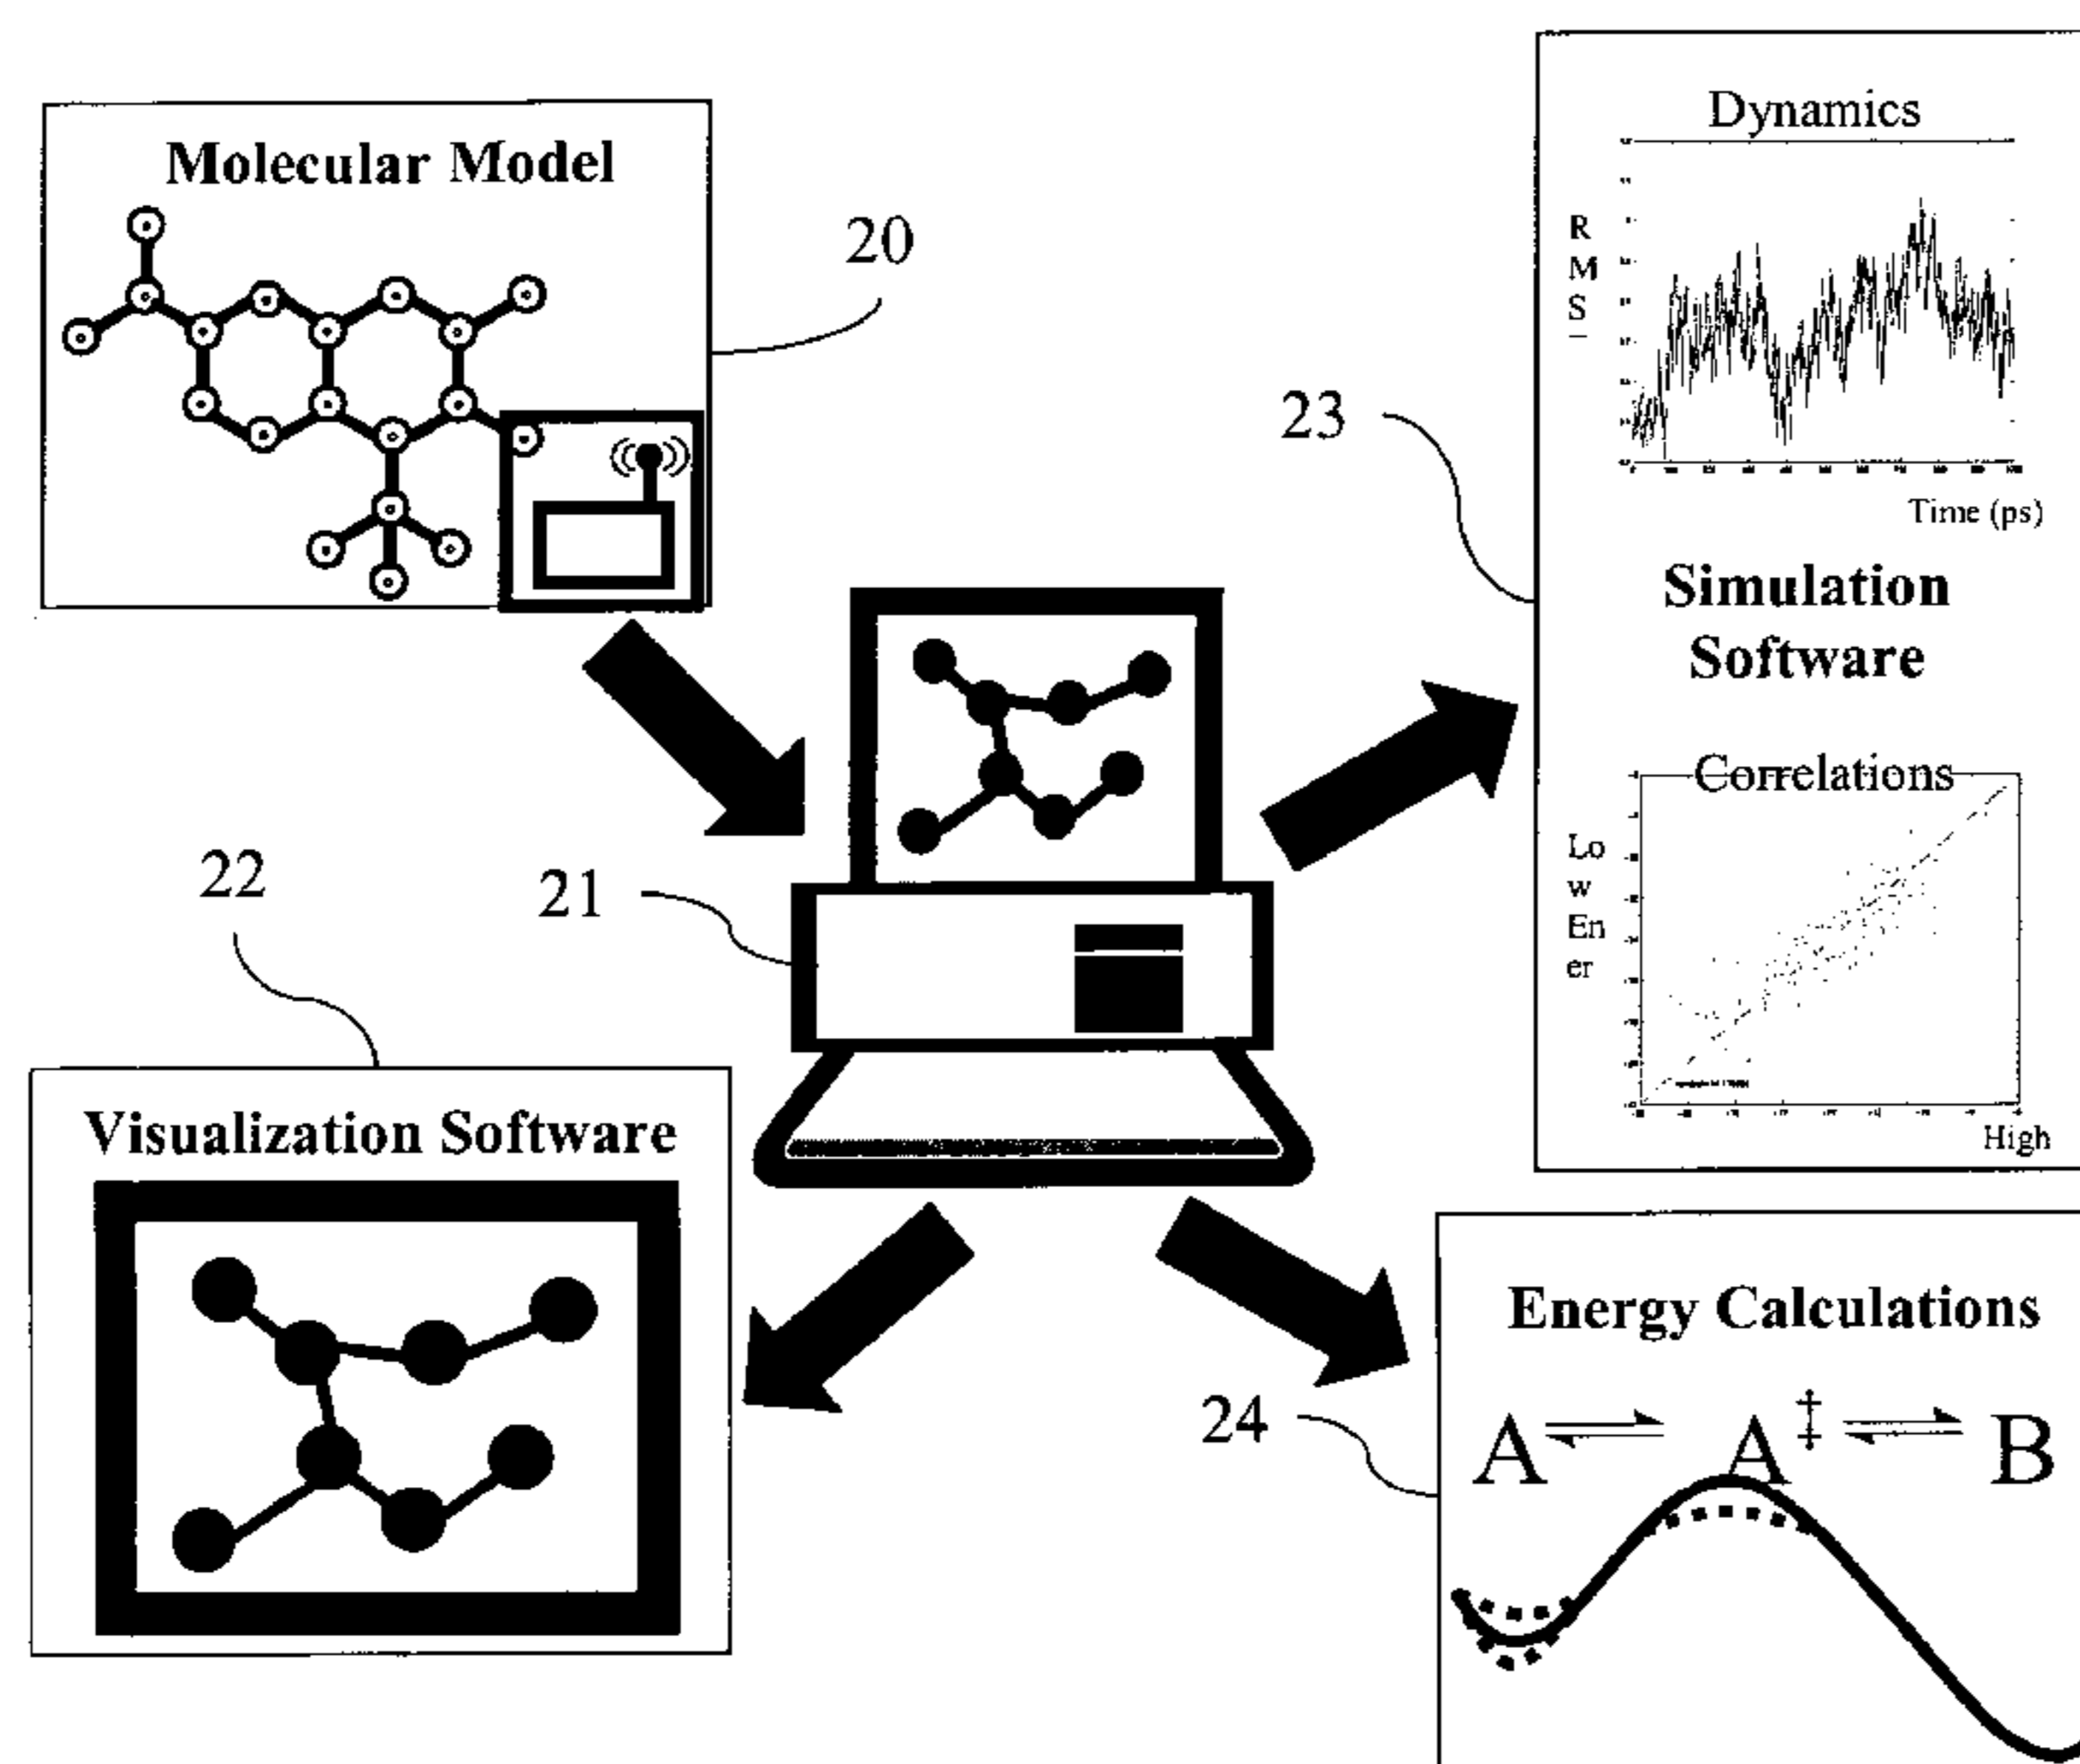 Molecular Model
20
Dynamics
R
M
S
Time (ps)
23
Simulation
Software
Correlations
Lo
w
En
er
High
22
21
Visualization Software
Energy Calculations
24
A ⇌ A‡ ⇌ B